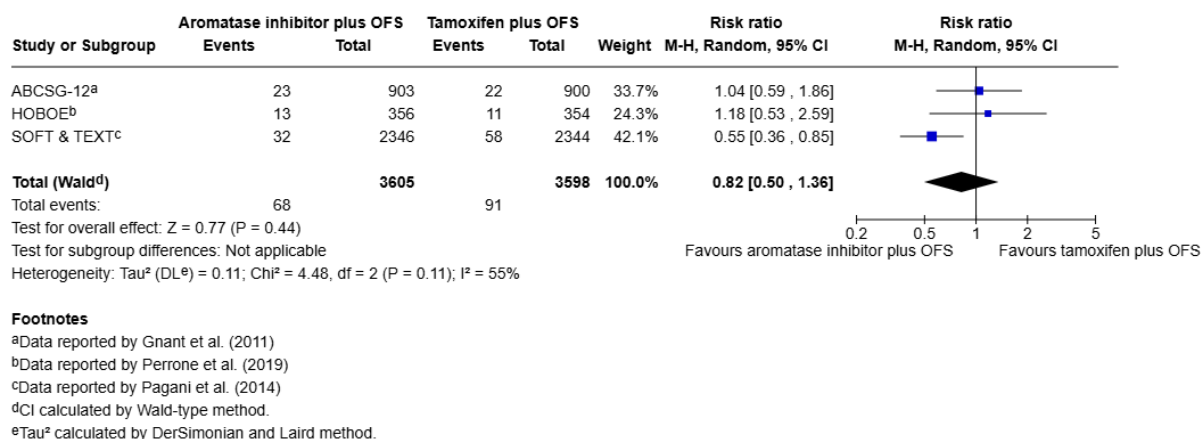 Aromatase inhibitor plus OFS Tamoxifen plus OFS Risk ratio Risk ratio
Study or Subgroup Events Total Events Total Weight M-H, Random, 95% CI M-H, Random, 95% CI
ABCSG-12ᵃ 23 903 22 900 33.7% 1.04 [0.59 , 1.86]
HOBOEᵇ 13 356 11 354 24.3% 1.18 [0.53 , 2.59]
SOFT & TEXTᶜ 32 2346 58 2344 42.1% 0.55 [0.36 , 0.85]
Total (Waldᵈ) 3605 3598 100.0% 0.82 [0.50 , 1.36]
Total events: 68 91
Test for overall effect: Z = 0.77 (P = 0.44)
0.2 0.5 1 2 5
Test for subgroup differences: Not applicable
Favours aromatase inhibitor plus OFS Favours tamoxifen plus OFS
Heterogeneity: Tau² (DLᵉ) = 0.11; Chi² = 4.48, df = 2 (P = 0.11); I² = 55%
Footnotes
ᵃData reported by Gnant et al. (2011)
ᵇData reported by Perrone et al. (2019)
ᶜData reported by Pagani et al. (2014)
ᵈCI calculated by Wald-type method.
ᵉTau² calculated by DerSimonian and Laird method.